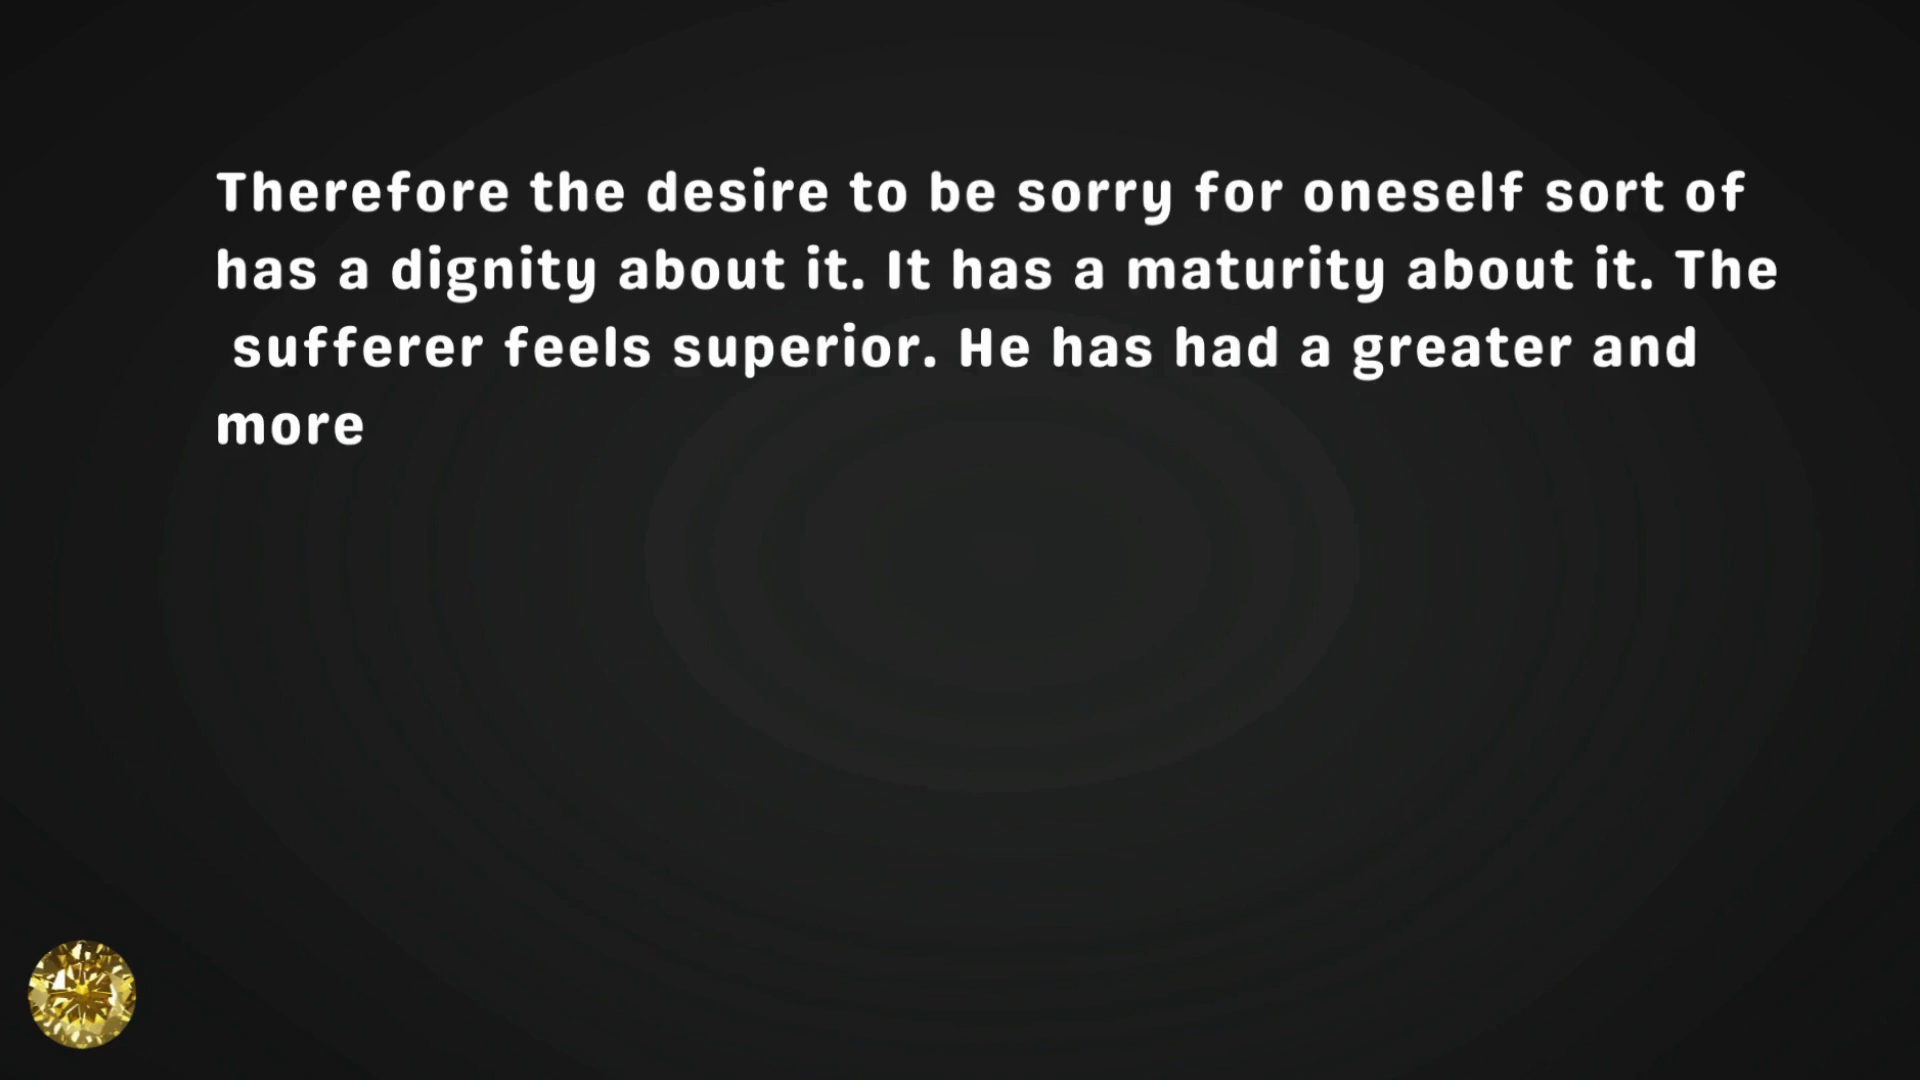 Therefore the desire to be sorry for oneself sort of
has a dignity about it. It has a maturity about it. The
sufferer feels superior. He has had a greater and
more